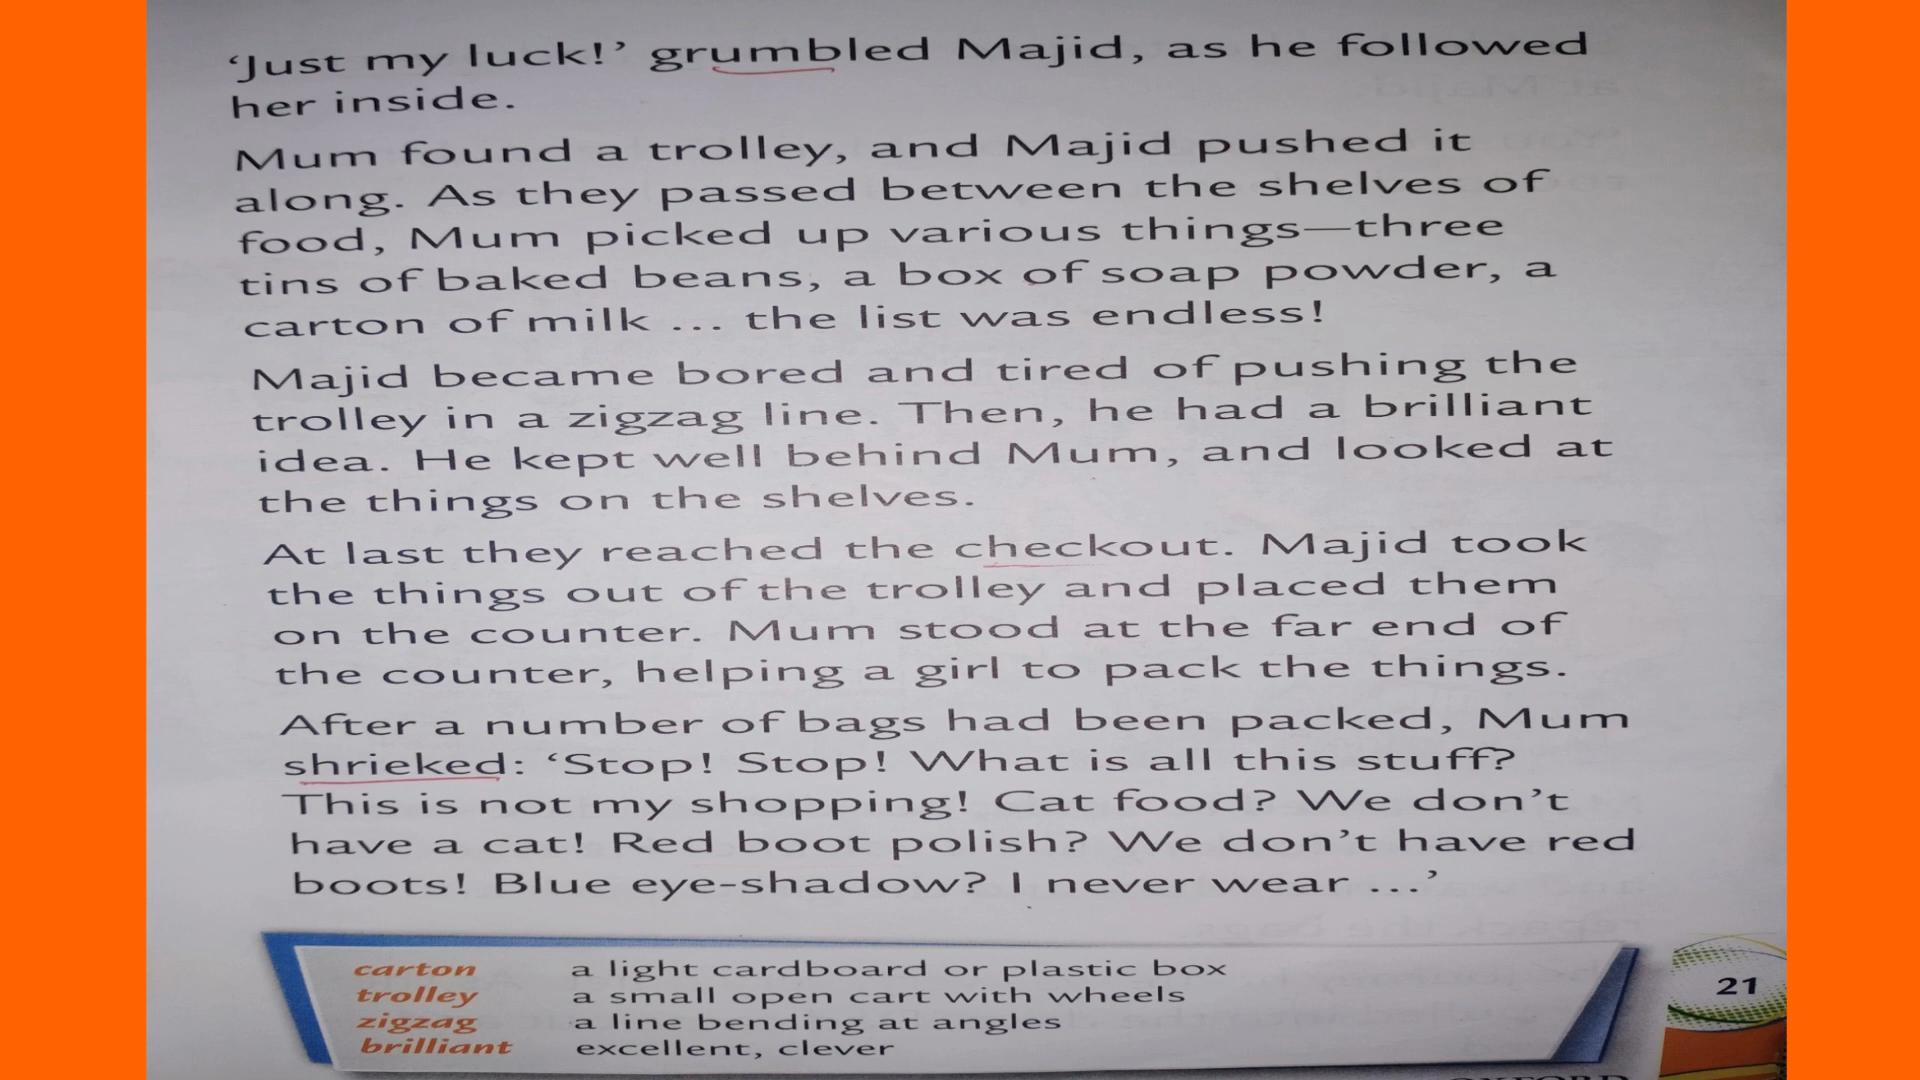 ‘Just my luck!’ grumbled Majid, as he followed
her inside.
Mum found a trolley, and Majid pushed it
along. As they passed between the shelves of
food, Mum picked up various things—three
tins of baked beans, a box of soap powder, a
carton of milk ... the list was endless!
Majid became bored and tired of pushing the
trolley in a zigzag line. Then, he had a brilliant
idea. He kept well behind Mum, and looked at
the things on the shelves.
At last they reached the checkout. Majid took
the things out of the trolley and placed them
on the counter. Mum stood at the far end of
the counter, helping a girl to pack the things.
After a number of bags had been packed, Mum
shrieked: ‘Stop! Stop! What is all this stuff?
This is not my shopping! Cat food? We don’t
have a cat! Red boot polish? We don’t have red
boots! Blue eye-shadow? I never wear ...’
carton a light cardboard or plastic box
trolley a small open cart with wheels
zigzag a line bending at angles
brilliant excellent, clever
21